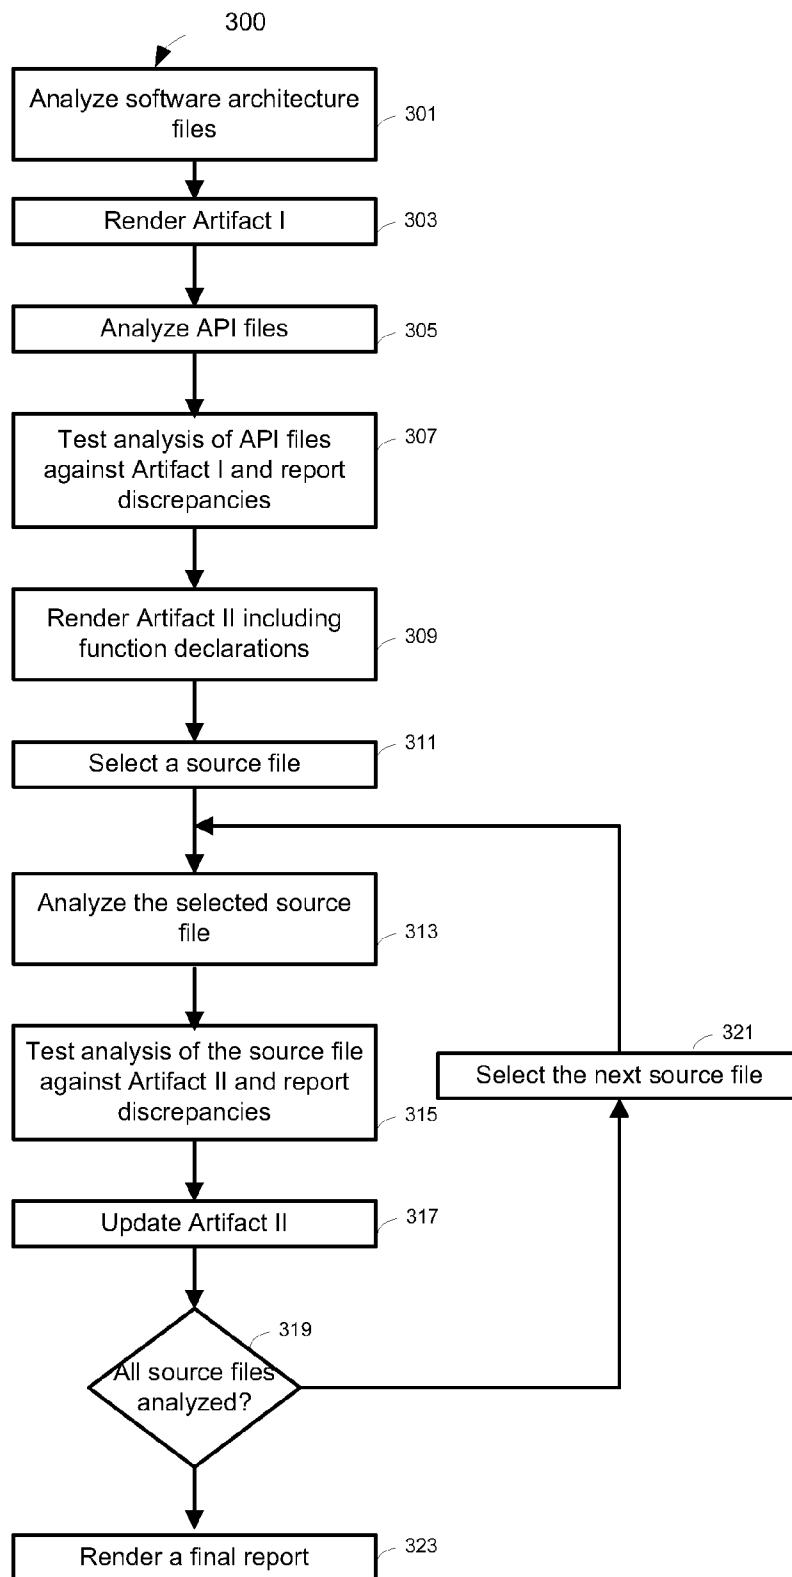 300
Analyze software architecture
files
301
Render Artifact I
303
Analyze API files
305
Test analysis of API files
against Artifact I and report
discrepancies
307
Render Artifact II including
function declarations
309
Select a source file
311
Analyze the selected source
file
313
Test analysis of the source file
against Artifact II and report
discrepancies
315
321
Select the next source file
Update Artifact II
317
319
All source files
analyzed?
Render a final report
323